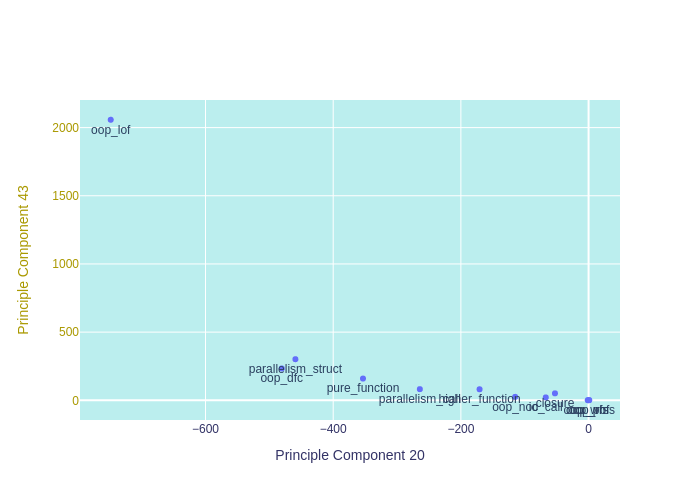 2000
1500
1000
500
0
Principle Component 43
oop_lof
parallelism_struct
oop_dfc
pure_function
higher_function
closure
−600
−400
−200
0
Principle Component 20